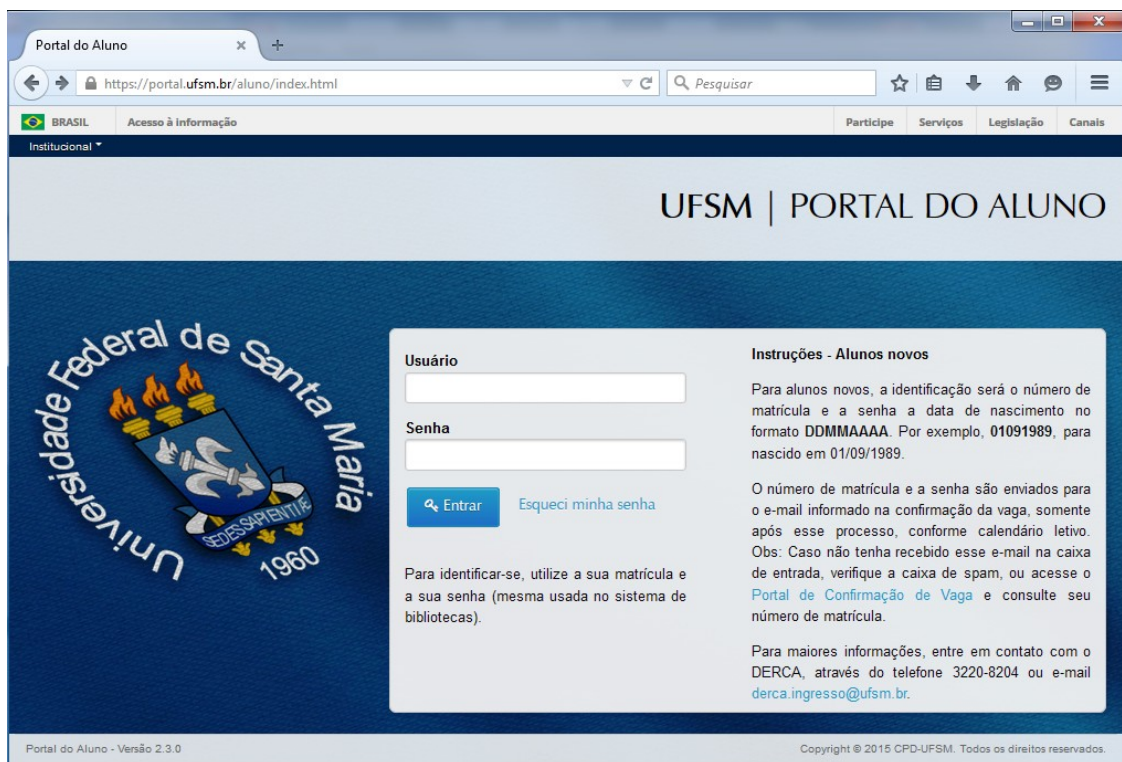 Portal do Aluno
https://portal.ufsm.br/aluno/index.html
Pesquisar
BRASIL Acesso à informação Participe Serviços Legislação Canais
Institucional
UFSM | PORTAL DO ALUNO
Universidade Federal de Santa Maria
SEDES SAPIENTIÆ
1960
Usuário
Senha
Entrar Esqueci minha senha
Para identificar-se, utilize a sua matrícula e
a sua senha (mesma usada no sistema de
bibliotecas).
Instruções - Alunos novos
Para alunos novos, a identificação será o número de
matrícula e a senha a data de nascimento no
formato DDMMAAAA. Por exemplo, 01091989, para
nascido em 01/09/1989.
O número de matrícula e a senha são enviados para
o e-mail informado na confirmação da vaga, somente
após esse processo, conforme calendário letivo.
Obs: Caso não tenha recebido esse e-mail na caixa
de entrada, verifique a caixa de spam, ou acesse o
Portal de Confirmação de Vaga e consulte seu
número de matrícula.
Para maiores informações, entre em contato com o
DERCA, através do telefone 3220-8204 ou e-mail
derca.ingresso@ufsm.br.
Portal do Aluno - Versão 2.3.0
Copyright © 2015 CPD-UFSM. Todos os direitos reservados.